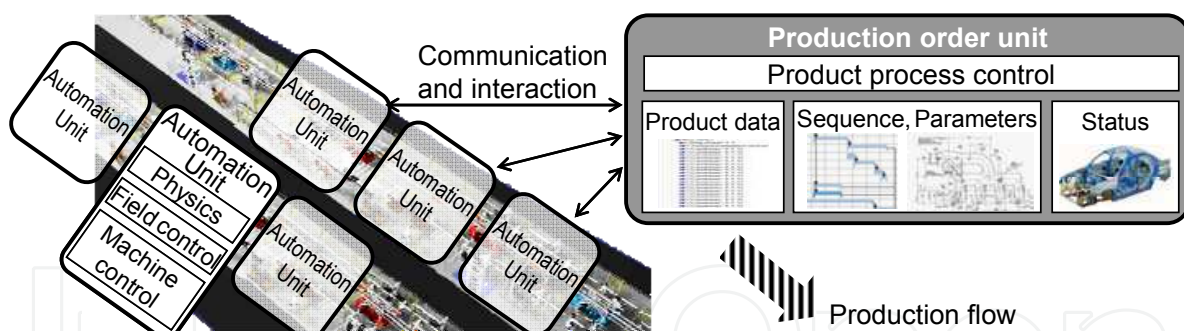 Production order unit
Communication
and interaction
Product process control
Product data
Sequence, Parameters
Status
Automation
Unit
Automation
Unit
Automation
Unit
Physics
Field control
Machine
control
Automation
Unit
Automation
Unit
Automation
Unit
Production flow